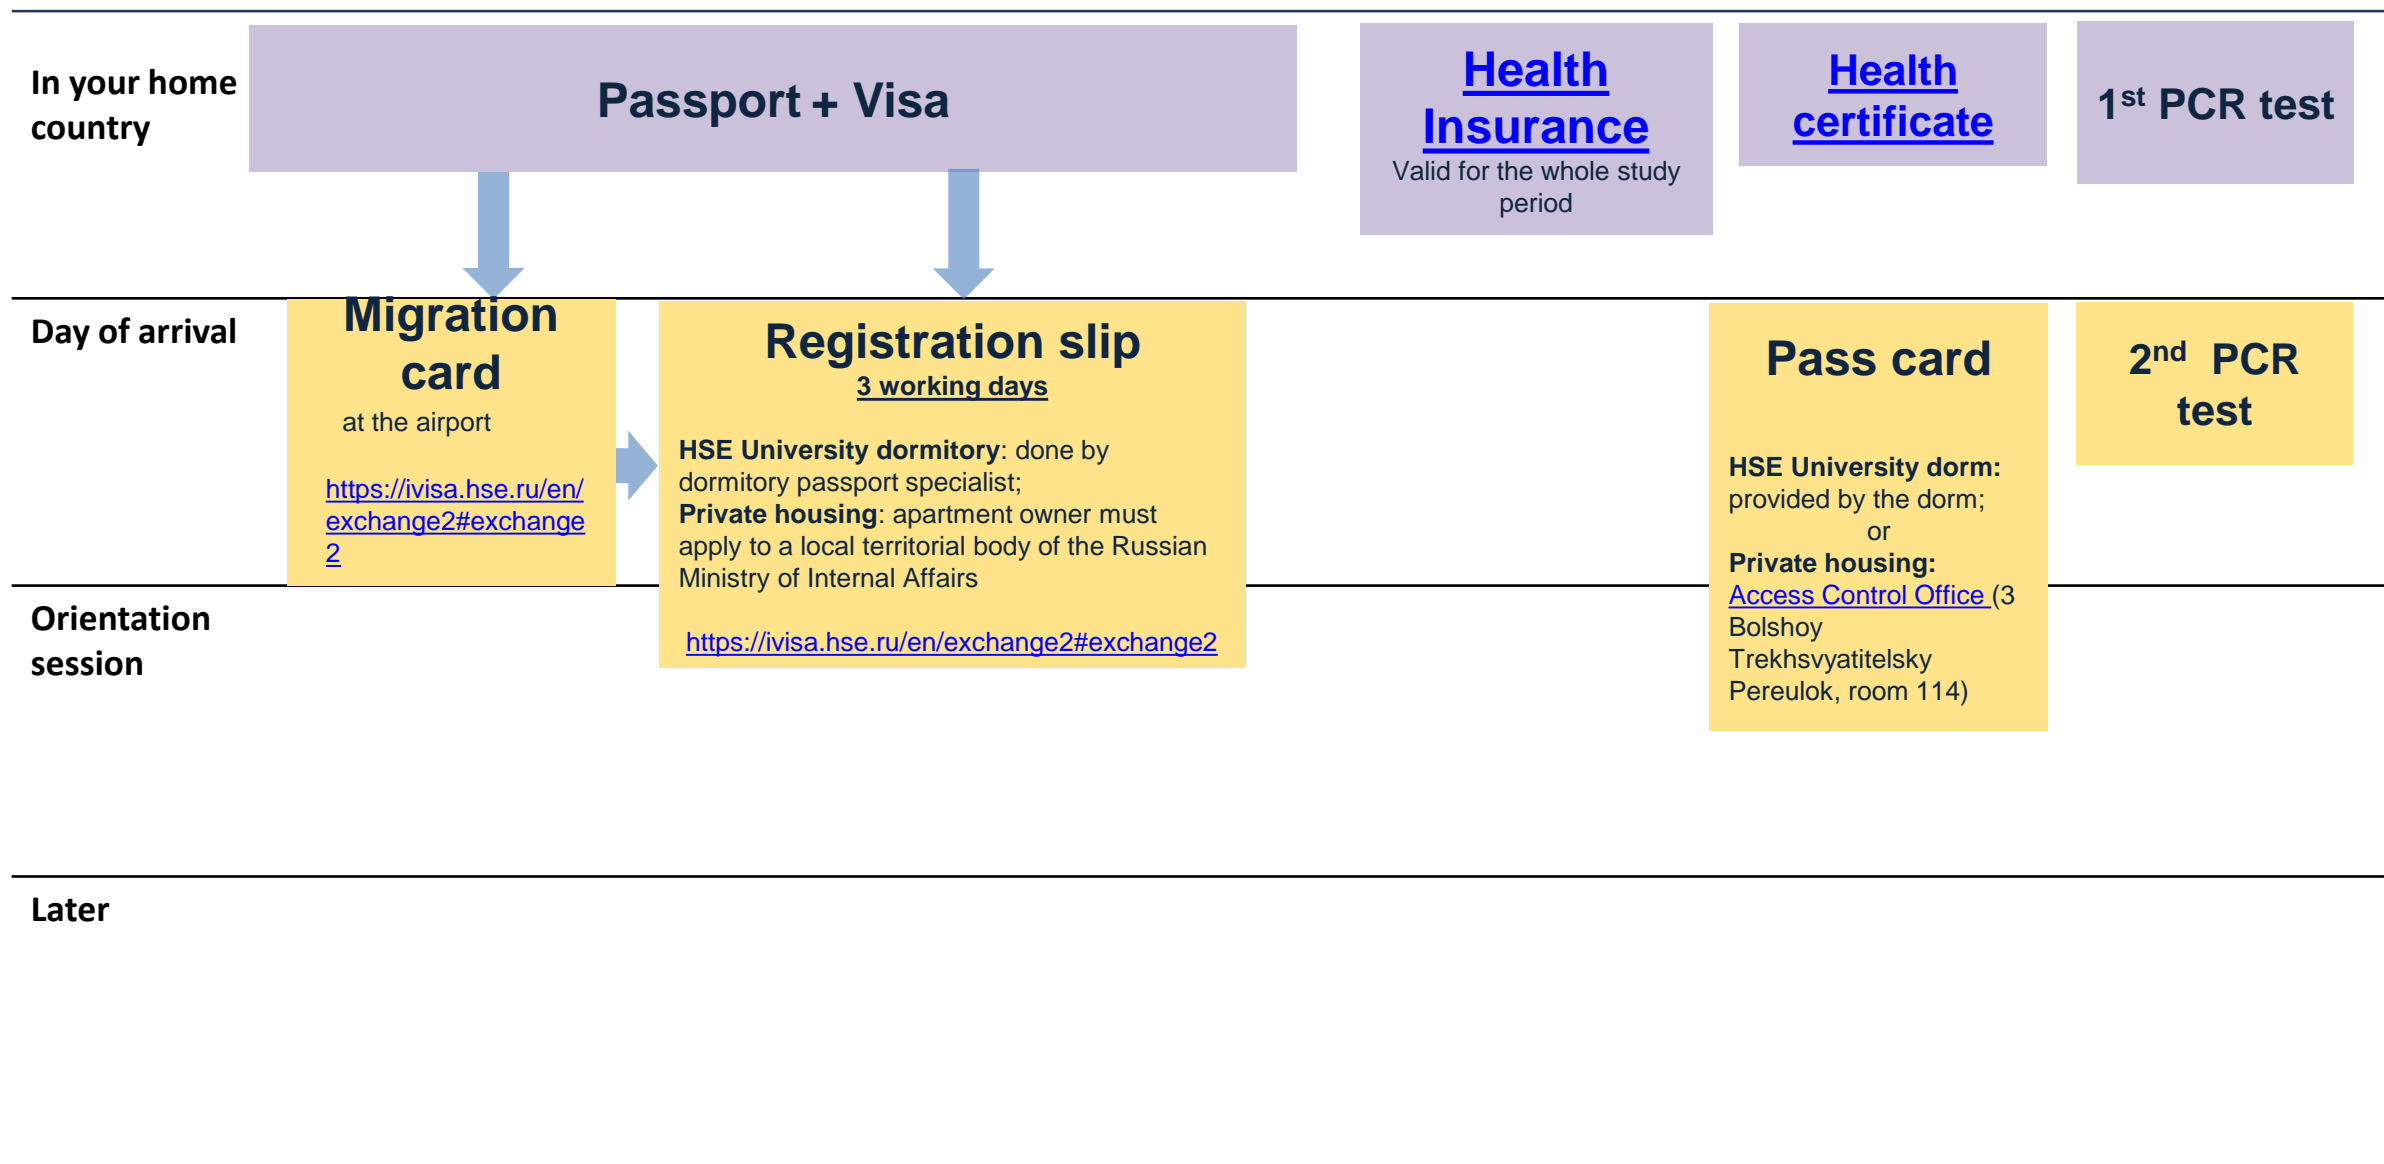 In your home
country
Passport + Visa
Health
Insurance
Valid for the whole study
period
Health
certificate
1st PCR test
Day of arrival
Migration
card
at the airport
https://ivisa.hse.ru/en/
exchange2#exchange
2
Registration slip
3 working days
HSE University dormitory: done by
dormitory passport specialist;
Private housing: apartment owner must
apply to a local territorial body of the Russian
Ministry of Internal Affairs
https://ivisa.hse.ru/en/exchange2#exchange2
Pass card
HSE University dorm:
provided by the dorm;
or
Private housing:
Access Control Office (3
Bolshoy
Trekhsvyatitelsky
Pereulok, room 114)
2nd PCR
test
Orientation
session
Later